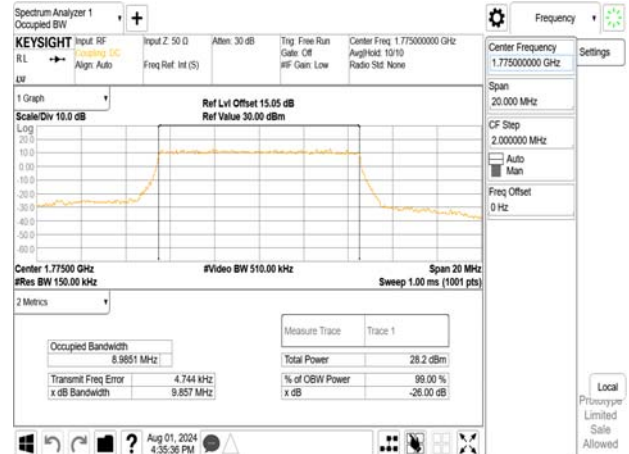 Spectrum Analyzer 1
Occupied BW
Frequency
KEYSIGHT
RL
LXI
Input: RF
Coupling: DC
Align: Auto
Input Z: 50 Ω
Freq Ref: Int (S)
Atten: 30 dB
Trig: Free Run
Gate: Off
#IF Gain: Low
Center Freq: 1.775000000 GHz
Avg|Hold: 10/10
Radio Std: None
Center Frequency
1.775000000 GHz
Settings
Span
20.000 MHz
CF Step
2.000000 MHz
Auto
Man
Freq Offset
0 Hz
1 Graph
Scale/Div 10.0 dB
Ref Lvl Offset 15.05 dB
Ref Value 30.00 dBm
Log
20.0
10.0
0.00
-10.0
-20.0
-30.0
-40.0
-50.0
-60.0
Center 1.77500 GHz
#Video BW 510.00 kHz
Span 20 MHz
#Res BW 150.00 kHz
Sweep 1.00 ms (1001 pts)
2 Metrics
Measure Trace Trace 1
Occupied Bandwidth
8.9851 MHz
Total Power 28.2 dBm
Transmit Freq Error 4.744 kHz
% of OBW Power 99.00 %
x dB Bandwidth 9.857 MHz
x dB -26.00 dB
Local
Prototype
Limited
Sale
Allowed
?
Aug 01, 2024
4:35:36 PM